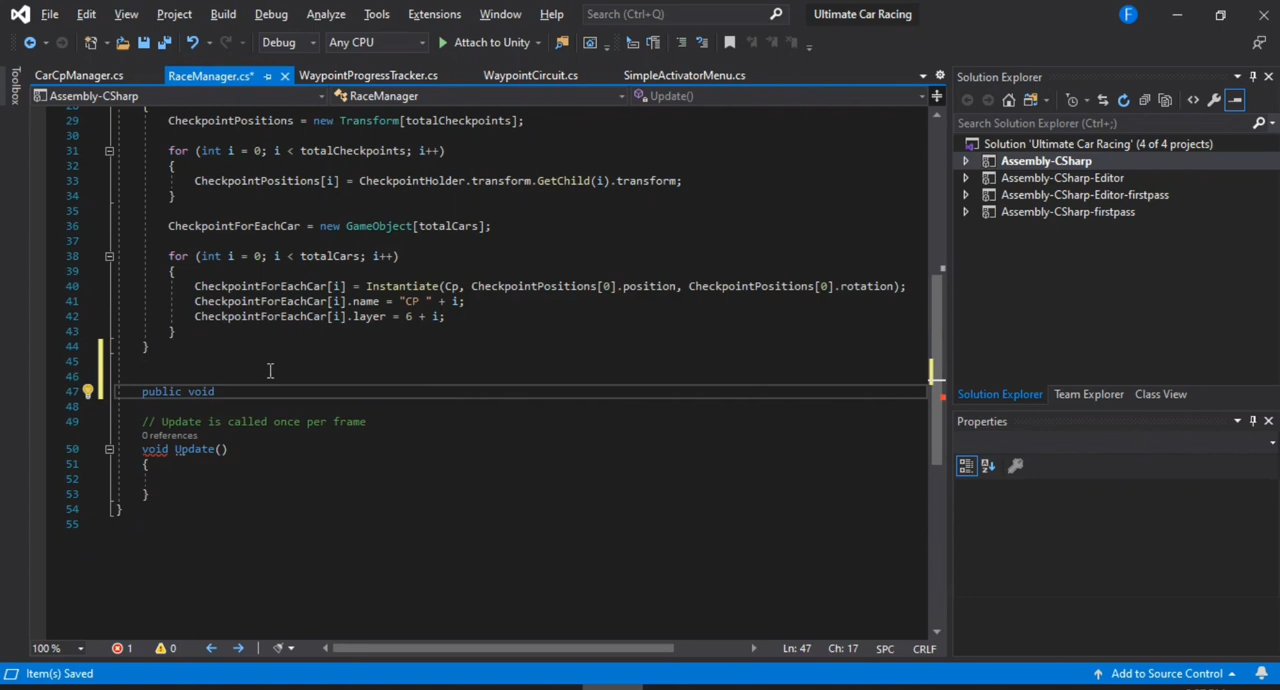 File Edit View Project Build Debug Analyze Tools Extensions Window Help Search (Ctrl+Q) Ultimate Car Racing F
Debug Any CPU Attach to Unity
Toolbox
CarCpManager.cs RaceManager.cs* WaypointProgressTracker.cs WaypointCircuit.cs SimpleActivatorMenu.cs
Assembly-CSharp RaceManager Update()
29 CheckpointPositions = new Transform[totalCheckpoints];
30
31 for (int i = 0; i < totalCheckpoints; i++)
32 {
33 CheckpointPositions[i] = CheckpointHolder.transform.GetChild(i).transform;
34 }
35
36 CheckpointForEachCar = new GameObject[totalCars];
37
38 for (int i = 0; i < totalCars; i++)
39 {
40 CheckpointForEachCar[i] = Instantiate(Cp, CheckpointPositions[0].position, CheckpointPositions[0].rotation);
41 CheckpointForEachCar[i].name = "CP " + i;
42 CheckpointForEachCar[i].layer = 6 + i;
43 }
44 }
45
46
47 public void
48
49 // Update is called once per frame
0 references
50 void Update()
51 {
52
53 }
54 }
55
100 % 1 0 Ln: 47 Ch: 17 SPC CRLF
Solution Explorer
Search Solution Explorer (Ctrl+;)
Solution 'Ultimate Car Racing' (4 of 4 projects)
Assembly-CSharp
Assembly-CSharp-Editor
Assembly-CSharp-Editor-firstpass
Assembly-CSharp-firstpass
Solution Explorer Team Explorer Class View
Properties
Item(s) Saved Add to Source Control